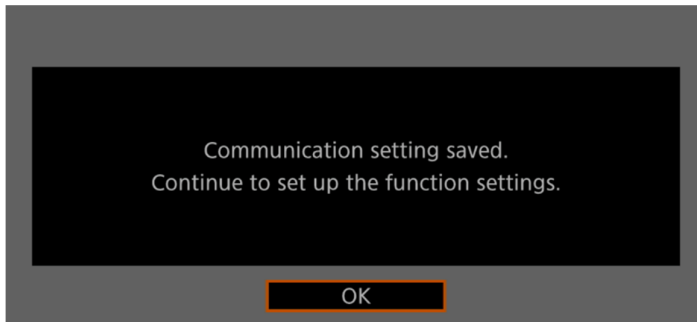 Communication setting saved.
Continue to set up the function settings.
OK